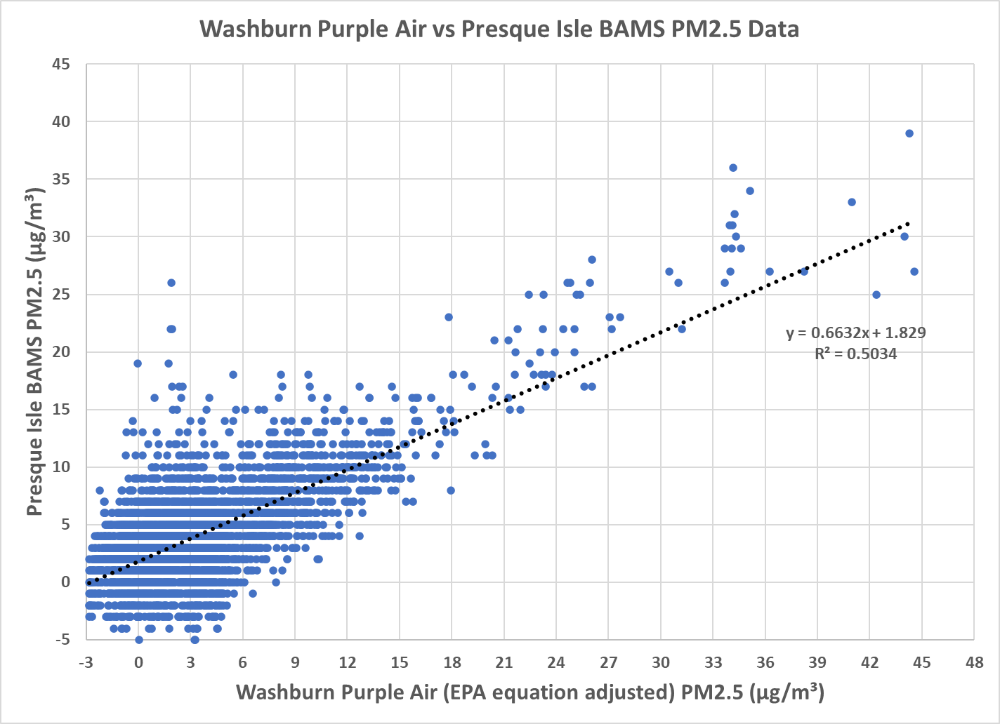 Washburn Purple Air vs Presque Isle BAMS PM2.5 Data
Presque Isle BAMS PM2.5 (µg/m³)
45
40
35
30
25
20
15
10
5
0
-5
y = 0.6632x + 1.829
R² = 0.5034
-3 0 3 6 9 12 15 18 21 24 27 30 33 36 39 42 45 48
Washburn Purple Air (EPA equation adjusted) PM2.5 (µg/m³)